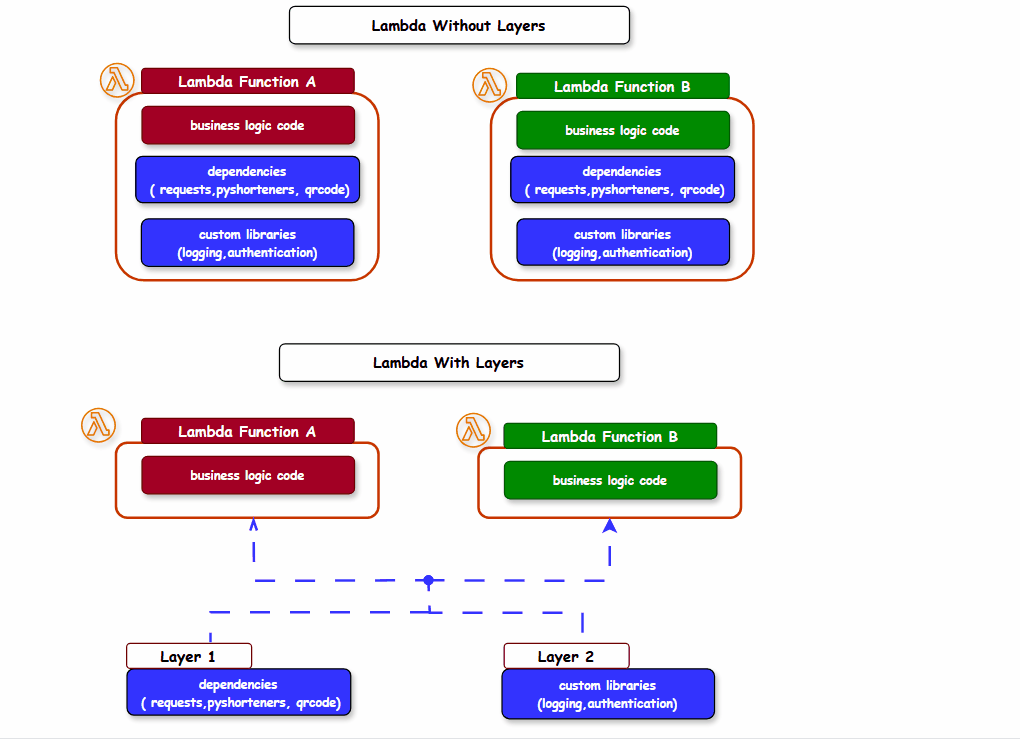 Lambda Without Layers
Lambda Function A
business logic code
dependencies
( requests,pyshorteners, qrcode)
custom libraries
(logging,authentication)
Lambda Function B
business logic code
dependencies
( requests,pyshorteners, qrcode)
custom libraries
(logging,authentication)
Lambda With Layers
Lambda Function A
business logic code
Lambda Function B
business logic code
Layer 1
dependencies
( requests,pyshorteners, qrcode)
Layer 2
custom libraries
(logging,authentication)